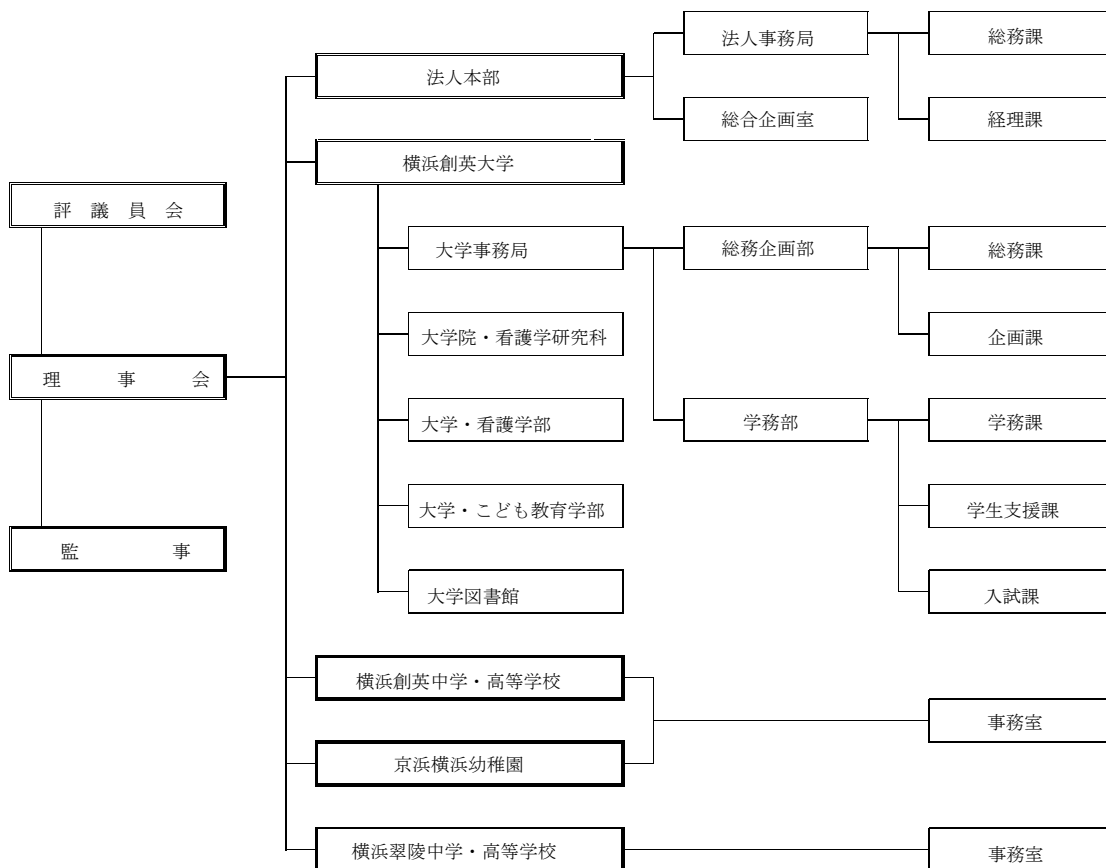 法人事務局
総務課
法人本部
総合企画室
経理課
横浜創英大学
評議員会
大学事務局
総務企画部
総務課
大学院・看護学研究科
企画課
理事会
大学・看護学部
学務部
学務課
大学・こども教育学部
学生支援課
監事
大学図書館
入試課
横浜創英中学・高等学校
事務室
京浜横浜幼稚園
横浜翠陵中学・高等学校
事務室